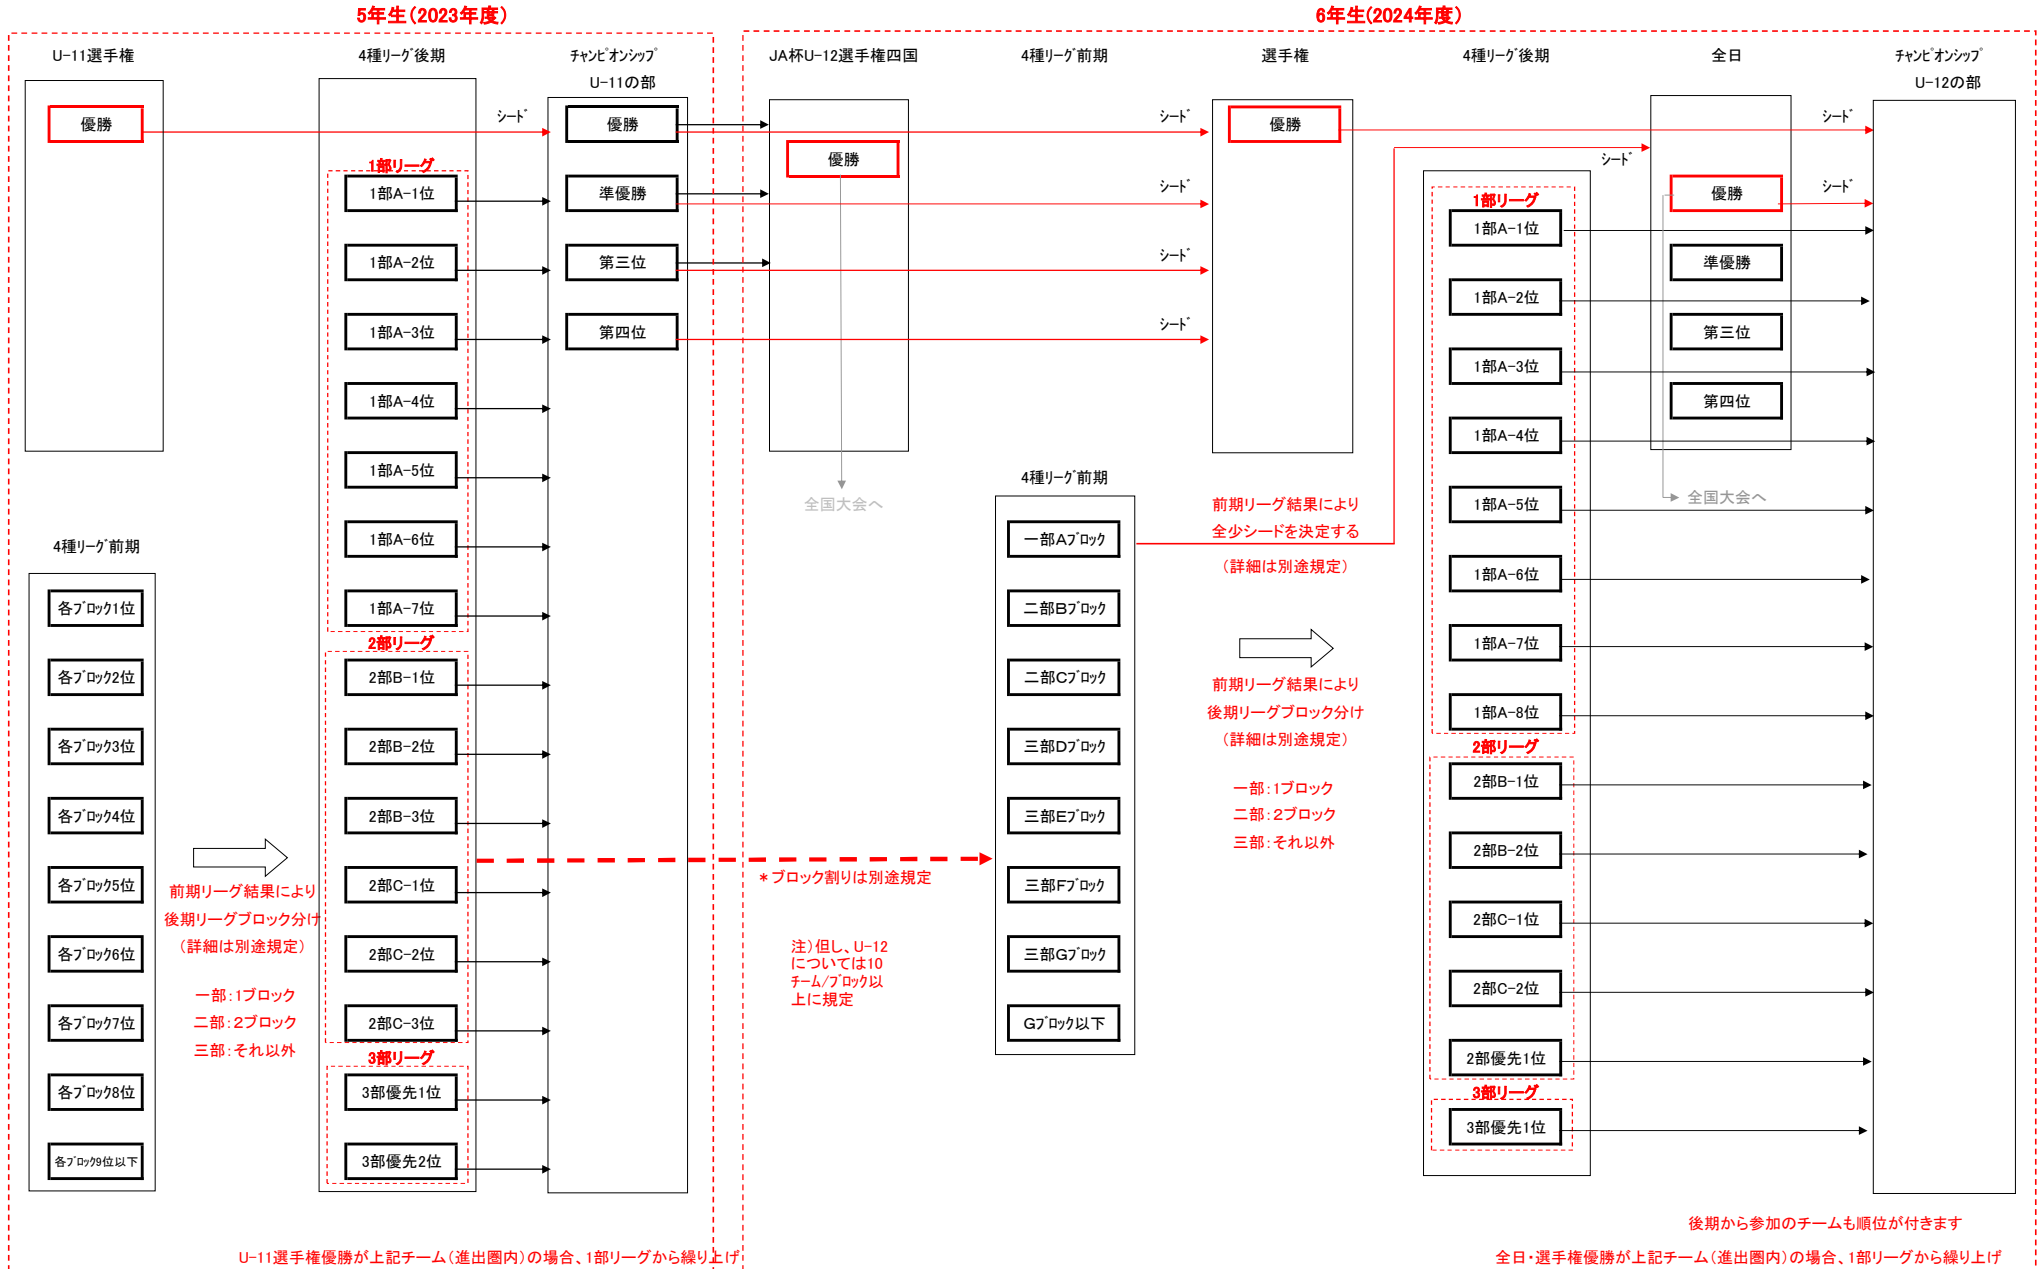 5年生(2023年度)
U-11選手権
優勝
4種リーグ前期
各ブロック1位
各ブロック2位
各ブロック3位
各ブロック4位
各ブロック5位
各ブロック6位
各ブロック7位
各ブロック8位
各ブロック9位以下
前期リーグ結果により
後期リーグブロック分け
(詳細は別途規定)
一部:1ブロック
二部:2ブロック
三部:それ以外
4種リーグ後期
シード
1部リーグ
1部A-1位
1部A-2位
1部A-3位
1部A-4位
1部A-5位
1部A-6位
1部A-7位
2部リーグ
2部B-1位
2部B-2位
2部B-3位
2部C-1位
2部C-2位
2部C-3位
3部リーグ
3部優先1位
3部優先2位
チャンピオンシップ
U-11の部
優勝
準優勝
第三位
第四位
U-11選手権優勝が上記チーム(進出圏内)の場合、1部リーグから繰り上げ
6年生(2024年度)
JA杯U-12選手権四国
優勝
全国大会へ
*ブロック割りは別途規定
注)但し、U-12
については10
チーム/ブロック以
上に規定
4種リーグ前期
シード
シード
シード
シード
4種リーグ前期
一部Aブロック
二部Bブロック
二部Cブロック
三部Dブロック
三部Eブロック
三部Fブロック
三部Gブロック
Gブロック以下
選手権
優勝
前期リーグ結果により
全少シードを決定する
(詳細は別途規定)
前期リーグ結果により
後期リーグブロック分け
(詳細は別途規定)
一部:1ブロック
二部:2ブロック
三部:それ以外
4種リーグ後期
シード
1部リーグ
1部A-1位
1部A-2位
1部A-3位
1部A-4位
1部A-5位
1部A-6位
1部A-7位
1部A-8位
2部リーグ
2部B-1位
2部B-2位
2部C-1位
2部C-2位
2部優先1位
3部リーグ
3部優先1位
全日
優勝
準優勝
第三位
第四位
全国大会へ
シード
シード
チャンピオンシップ
U-12の部
後期から参加のチームも順位が付きます
全日・選手権優勝が上記チーム(進出圏内)の場合、1部リーグから繰り上げ